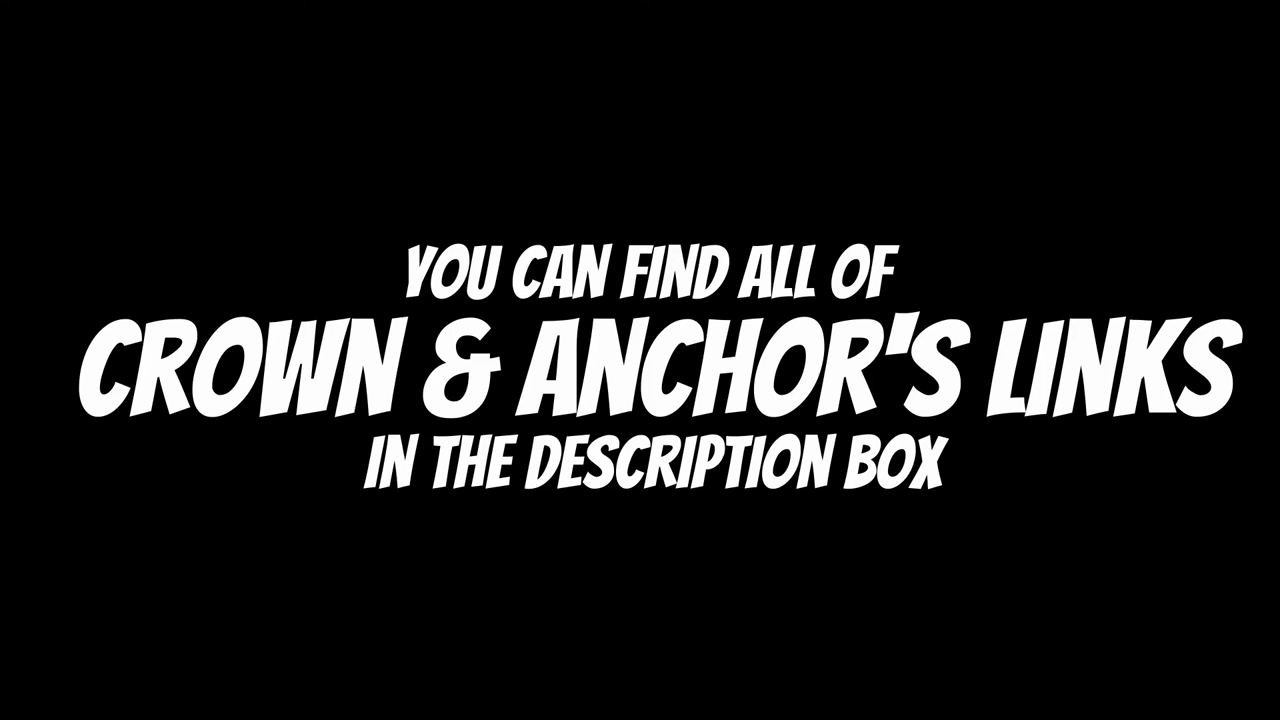 YOU CAN FIND ALL OF
CROWN & ANCHOR'S LINKS
IN THE DESCRIPTION BOX